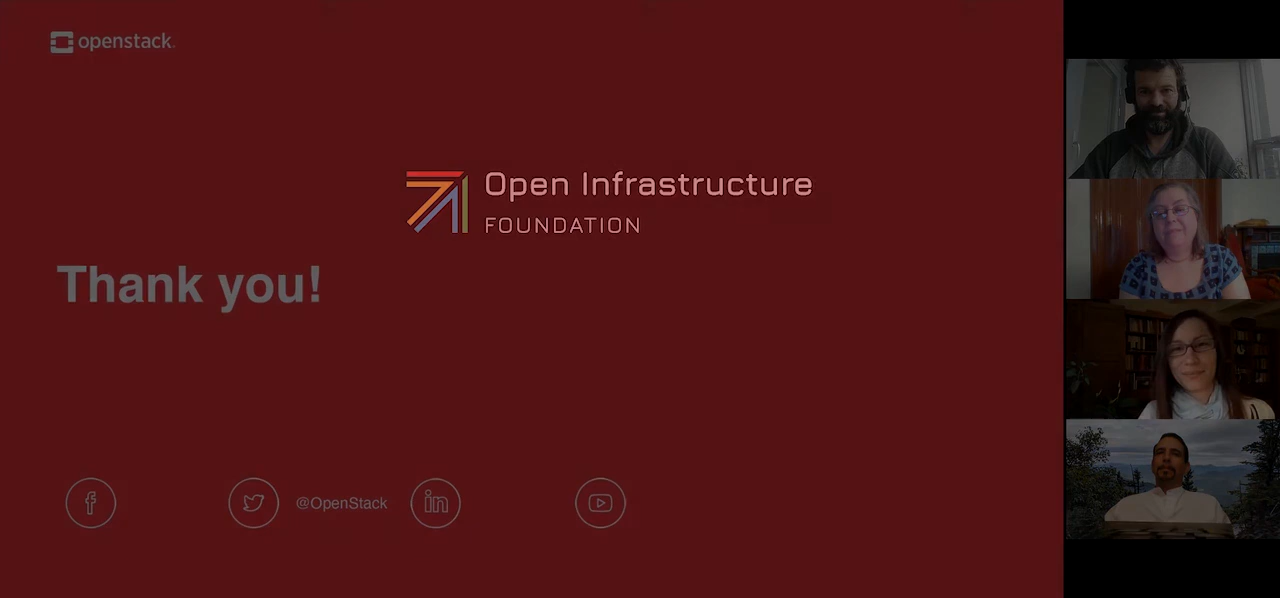 openstack.
Open Infrastructure
FOUNDATION
Thank you!
@OpenStack